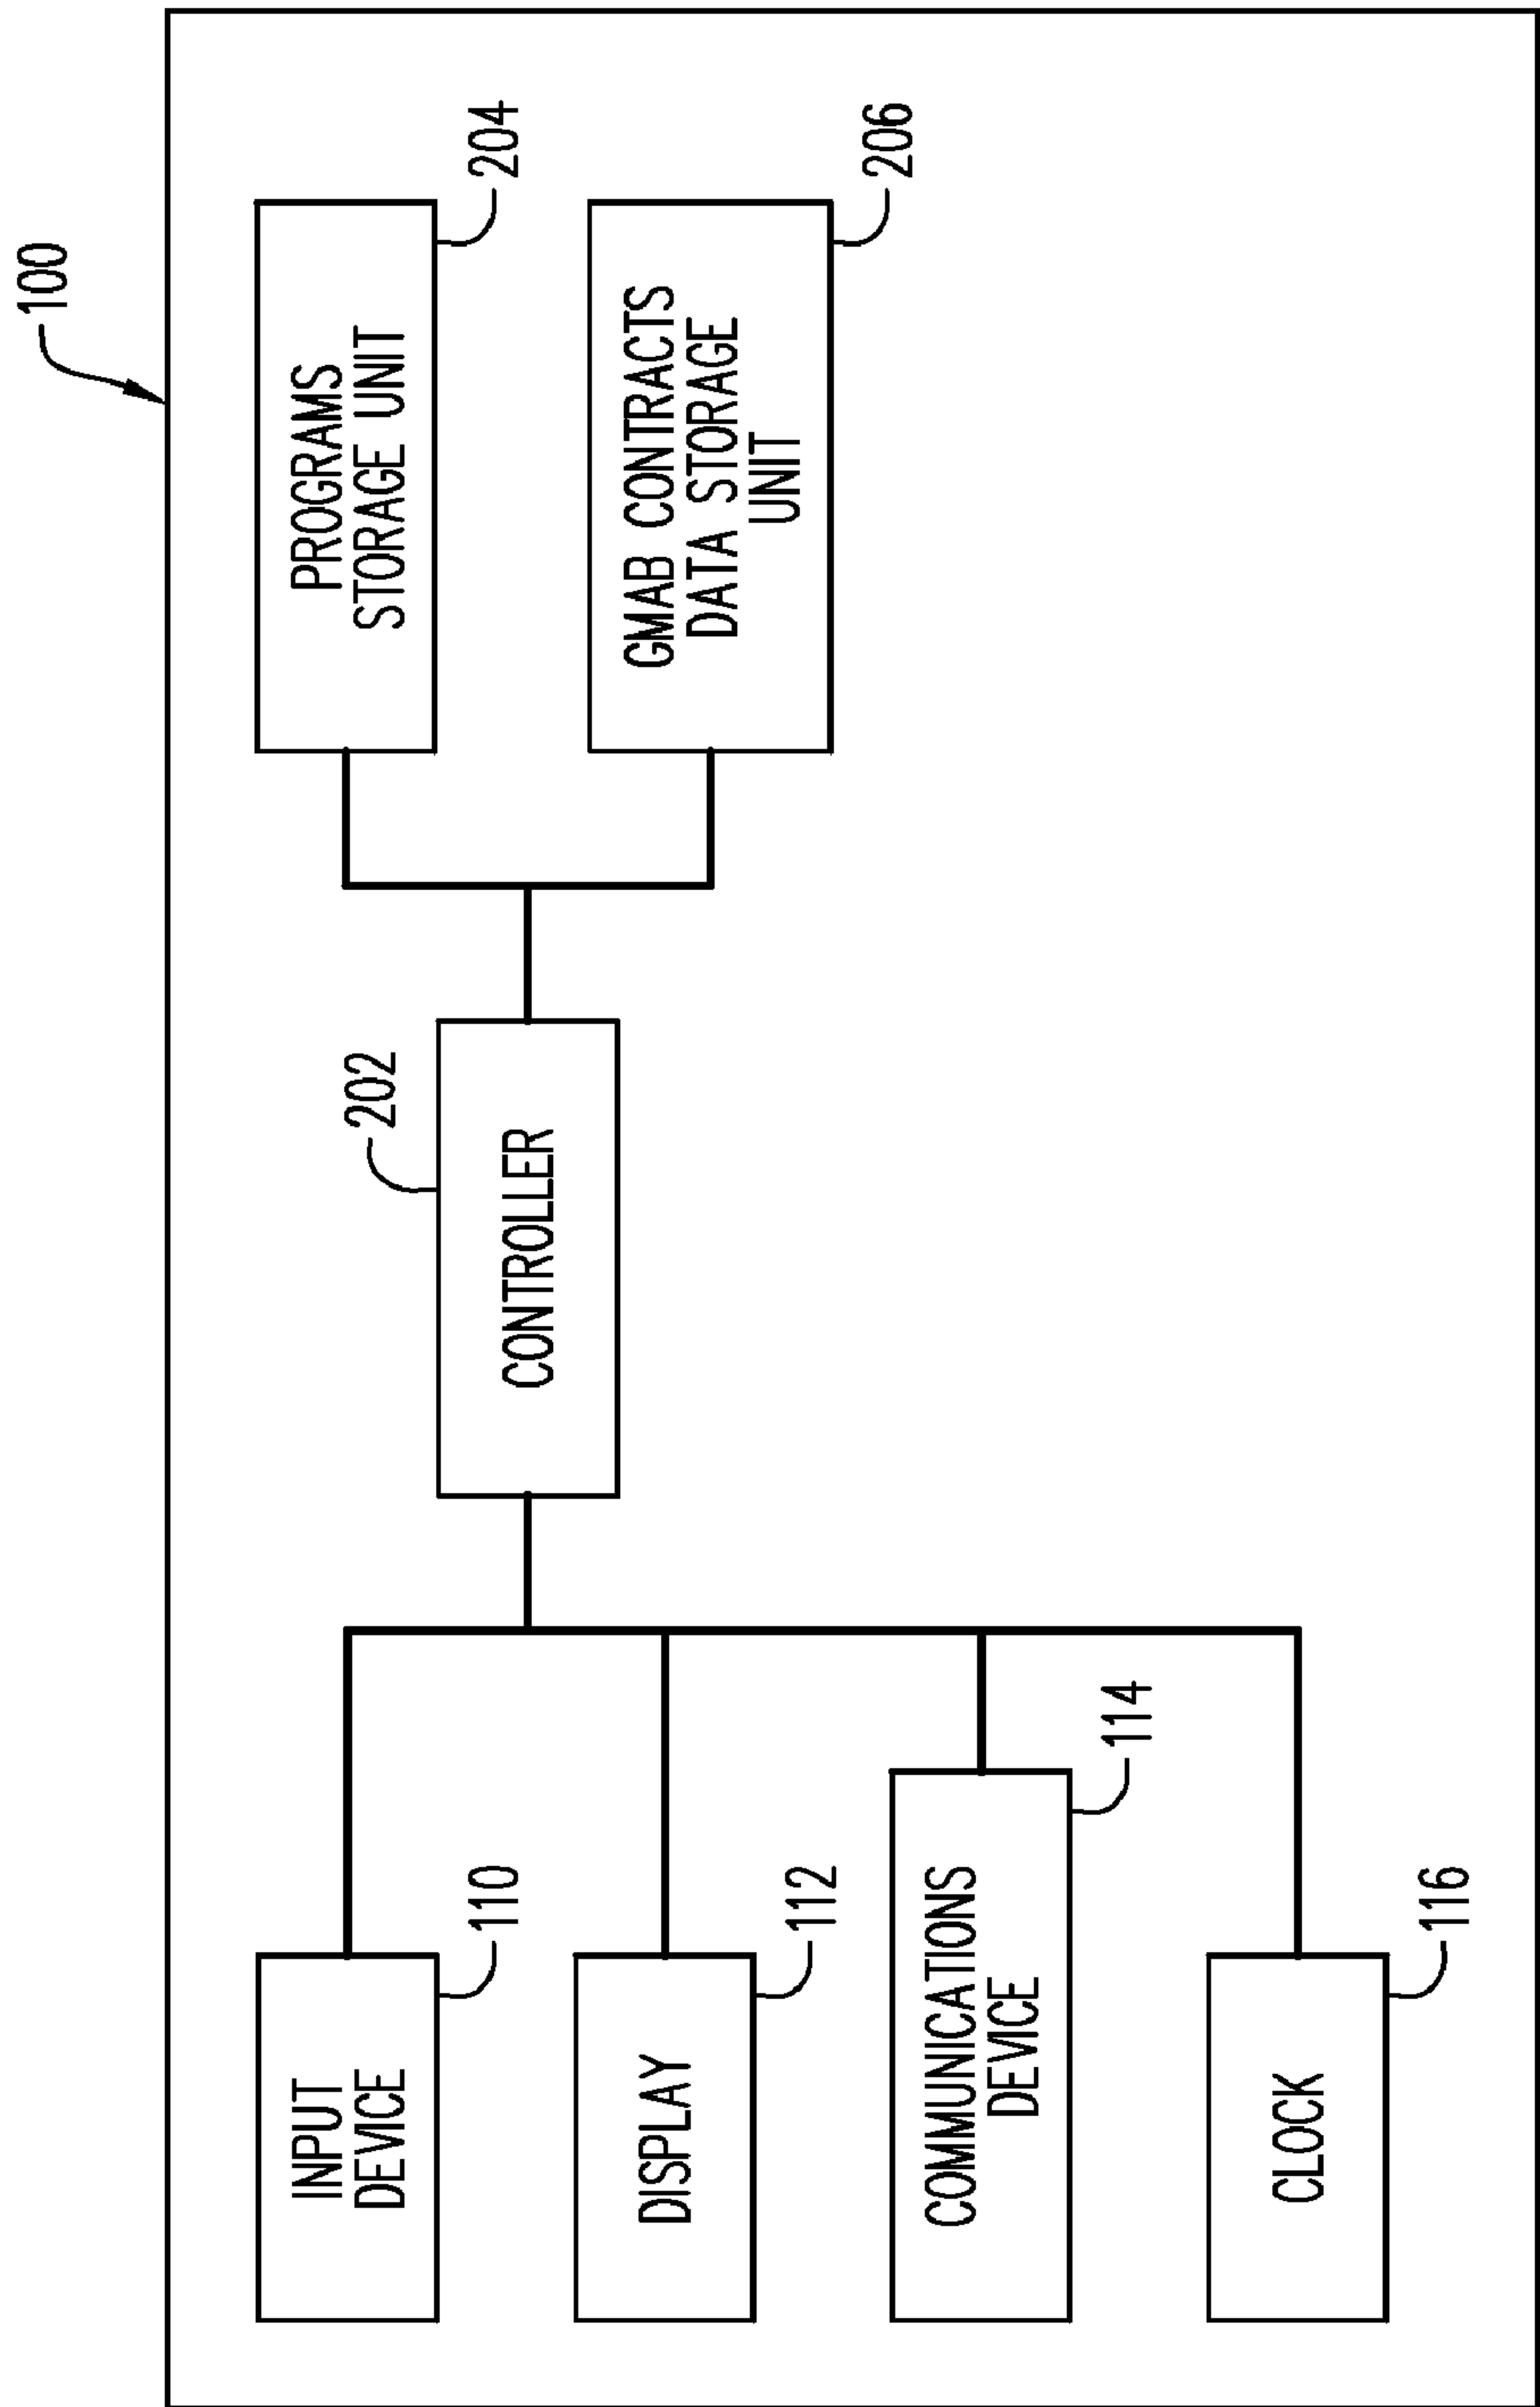 100
INPUT
DEVICE
110
DISPLAY
112
COMMUNICATIONS
DEVICE
114
CLOCK
116
CONTROLLER
202
PROGRAMS
STORAGE UNIT
204
GMAB CONTRACTS
DATA STORAGE
UNIT
206